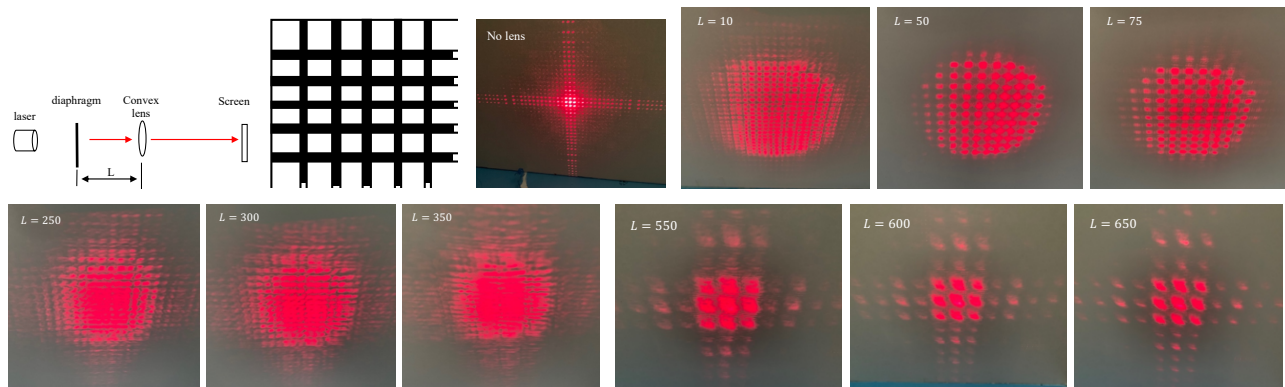 No lens
L = 10
L = 50
L = 75
diaphragm
Convex
lens
Screen
laser
L
L = 250
L = 300
L = 350
L = 550
L = 600
L = 650